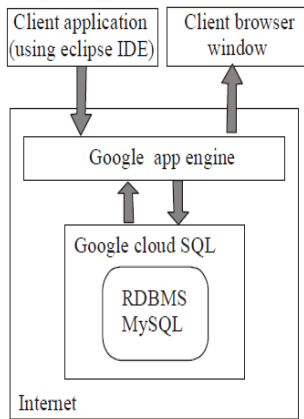 Client application
(using eclipse IDE)
Client browser
window
Google app engine
Google cloud SQL
RDBMS
MySQL
Internet